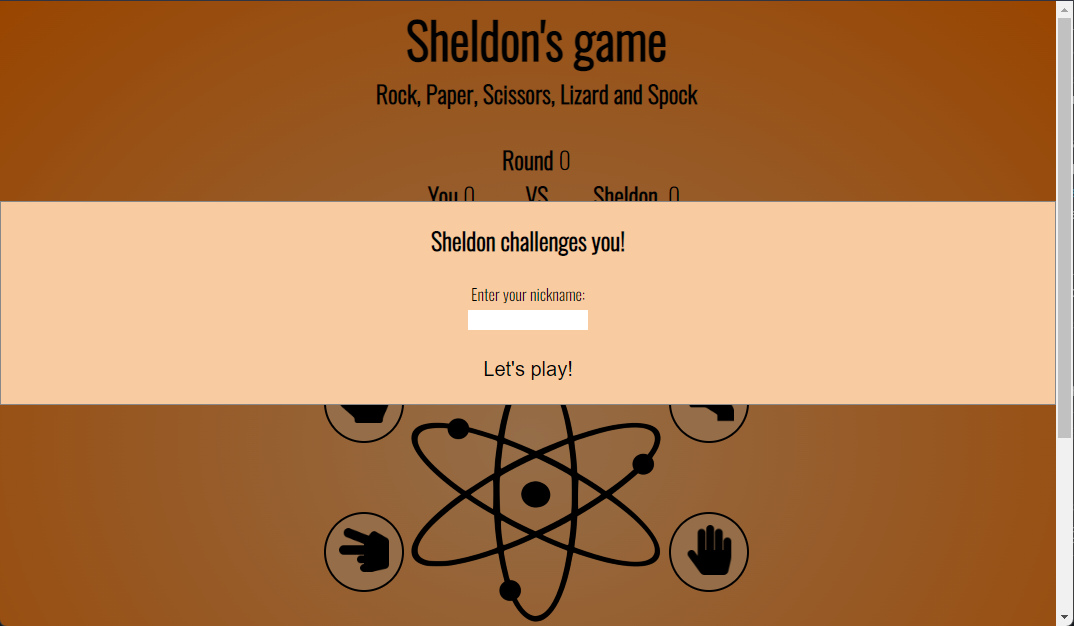 Sheldon's game
Rock, Paper, Scissors, Lizard and Spock
Round 0
You 0 VS Sheldon 0
Sheldon challenges you!
Enter your nickname:
Let's play!